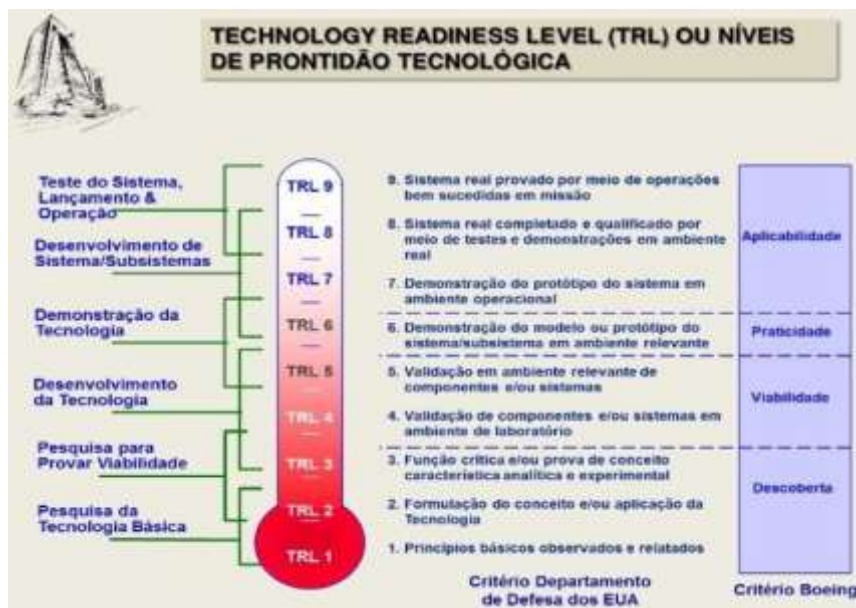 TECHNOLOGY READINESS LEVEL (TRL) OU NÍVEIS
DE PRONTIDÃO TECNOLÓGICA
Teste do Sistema,
Lançamento &
Operação
Desenvolvimento de
Sistema/Subsistemas
Demonstração da
Tecnologia
Desenvolvimento
da Tecnologia
Pesquisa para
Provar Viabilidade
Pesquisa da
Tecnologia Básica
TRL 9
TRL 8
TRL 7
TRL 6
TRL 5
TRL 4
TRL 3
TRL 2
TRL 1
9. Sistema real provado por meio de operações
bem sucedidas em missão
8. Sistema real completado e qualificado por
meio de testes e demonstrações em ambiente
real
7. Demonstração do protótipo do sistema em
ambiente operacional
6. Demonstração do modelo ou protótipo do
sistema/subsistema em ambiente relevante
5. Validação em ambiente relevante de
componentes e/ou sistemas
4. Validação de componentes e/ou sistemas em
ambiente de laboratório
3. Função crítica e/ou prova de conceito
característica analítica e experimental
2. Formulação do conceito e/ou aplicação da
Tecnologia
1. Princípios básicos observados e relatados
Critério Departamento
de Defesa dos EUA
Aplicabilidade
Praticidade
Viabilidade
Descoberta
Critério Boeing